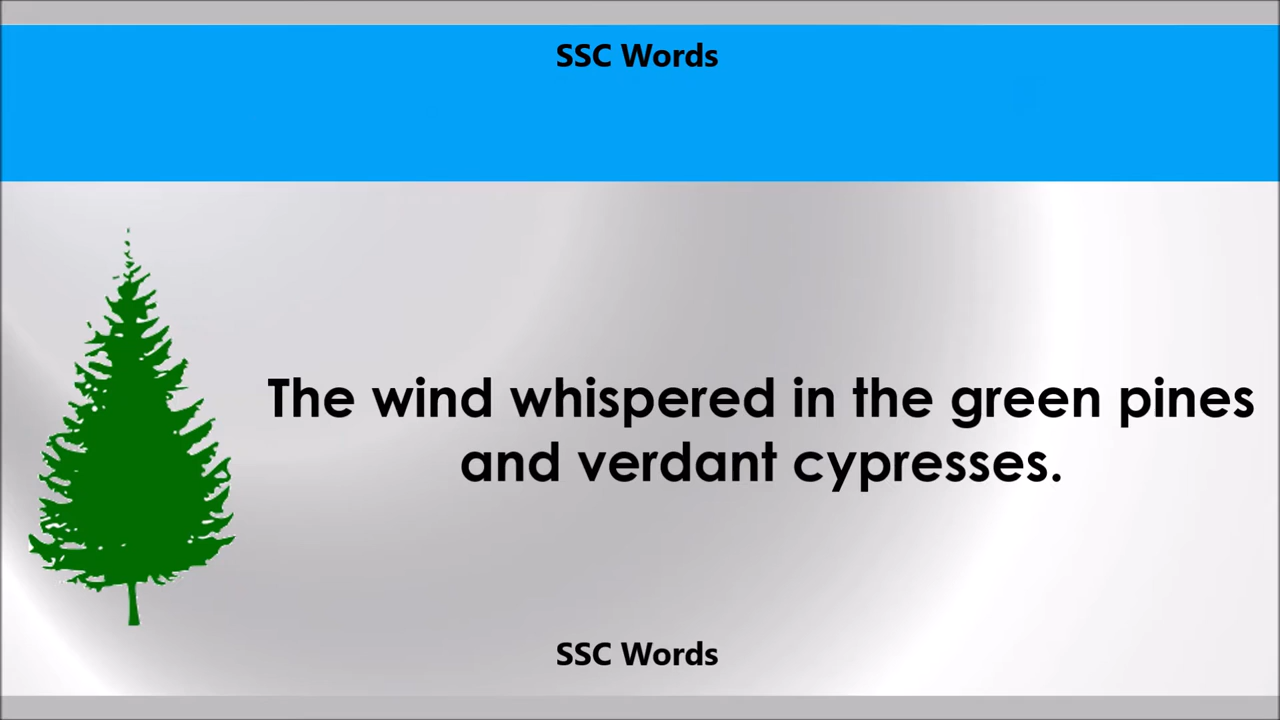 SSC Words
The wind whispered in the green pines
and verdant cypresses.
SSC Words